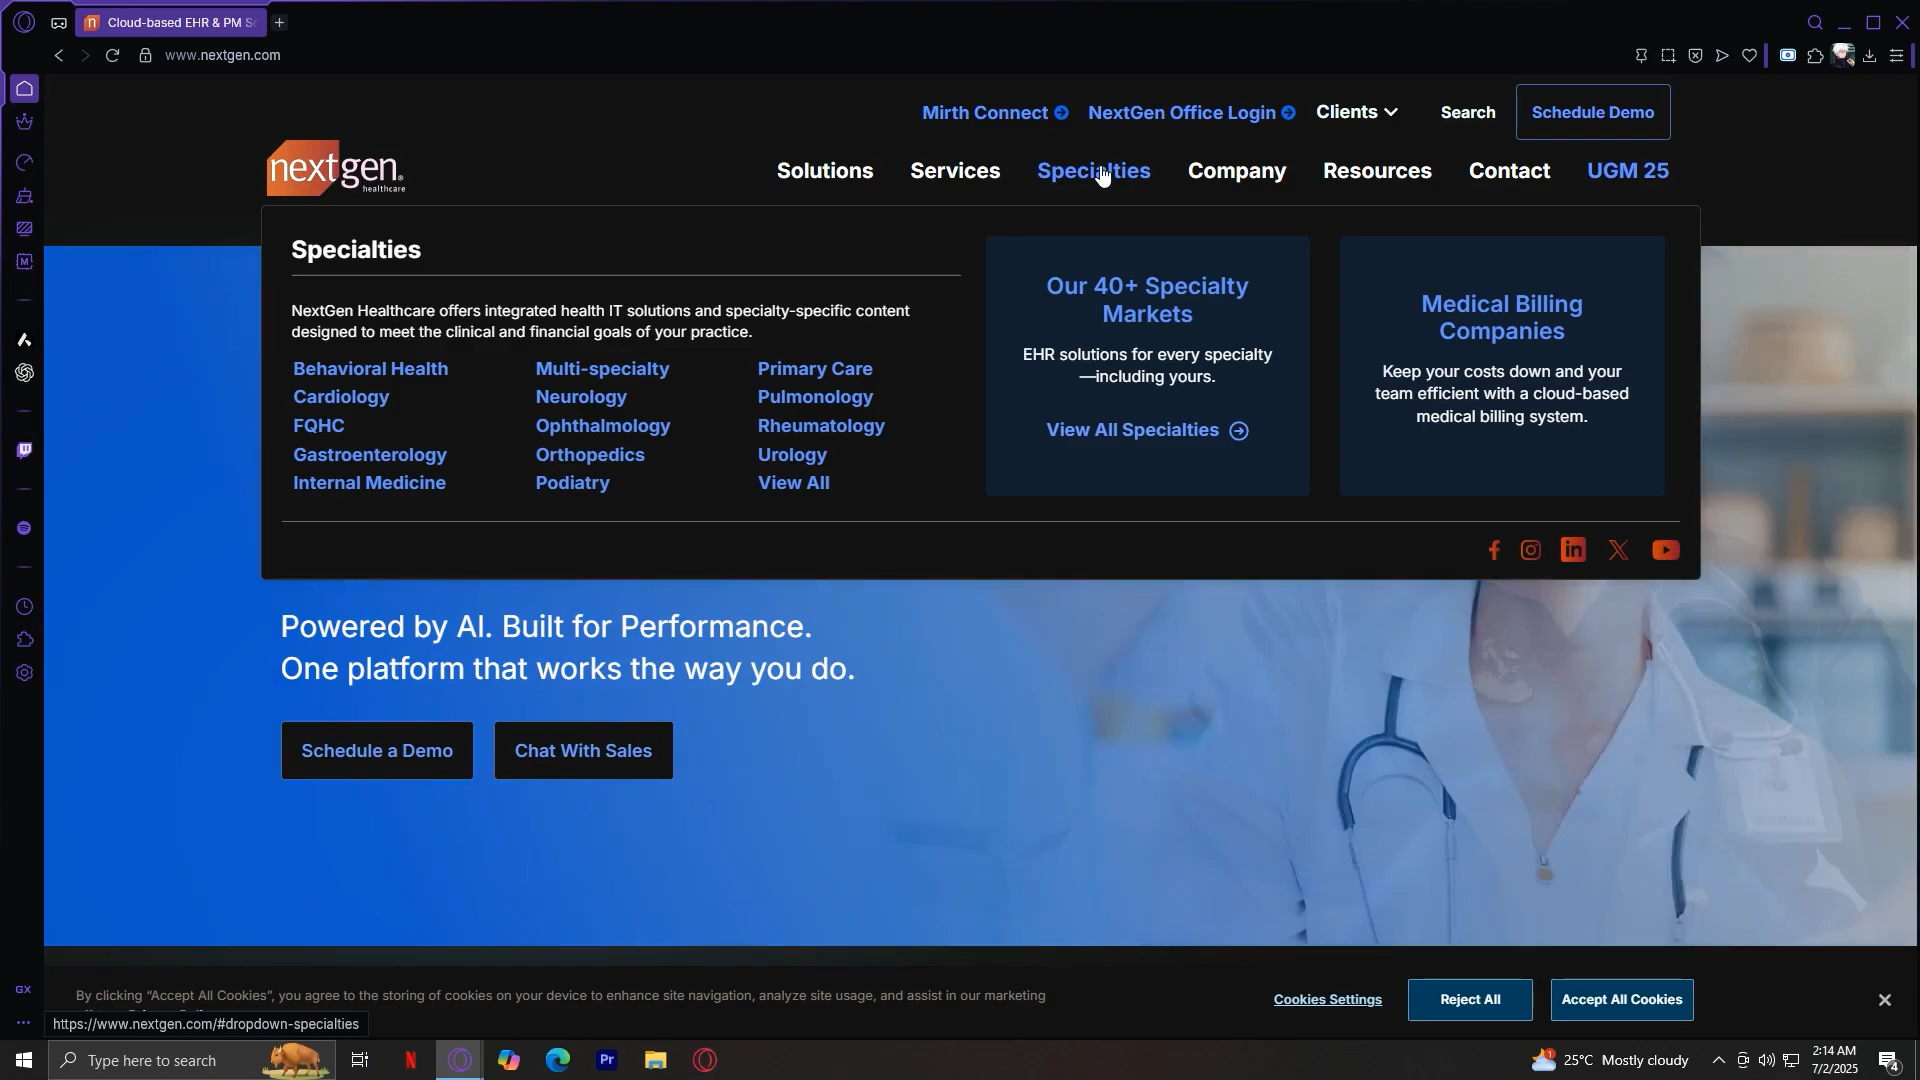 Cloud-based EHR & PM S
www.nextgen.com
Mirth Connect
NextGen Office Login
Clients
Search
Schedule Demo
nextgen.
healthcare
Solutions
Services
Specialties
Company
Resources
Contact
UGM 25
Specialties
NextGen Healthcare offers integrated health IT solutions and specialty-specific content
designed to meet the clinical and financial goals of your practice.
Behavioral Health
Cardiology
FQHC
Gastroenterology
Internal Medicine
Multi-specialty
Neurology
Ophthalmology
Orthopedics
Podiatry
Primary Care
Pulmonology
Rheumatology
Urology
View All
Our 40+ Specialty
Markets
EHR solutions for every specialty
—including yours.
View All Specialties
Medical Billing
Companies
Keep your costs down and your
team efficient with a cloud-based
medical billing system.
Powered by AI. Built for Performance.
One platform that works the way you do.
Schedule a Demo
Chat With Sales
By clicking “Accept All Cookies”, you agree to the storing of cookies on your device to enhance site navigation, analyze site usage, and assist in our marketing
Cookies Settings
Reject All
Accept All Cookies
GX
https://www.nextgen.com/#dropdown-specialties
Type here to search
Pr
25°C Mostly cloudy
2:14 AM
7/2/2025
4